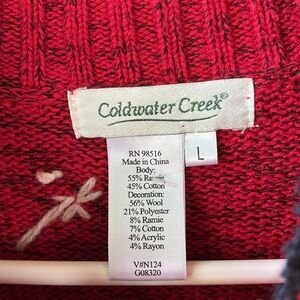 Coldwater Creek®
L
RN 98516
Made in China
Body:
55% Ramie
45% Cotton
Decoration:
56% Wool
21% Polyester
8% Ramie
7% Cotton
4% Acrylic
4% Rayon
V#N124
G08320